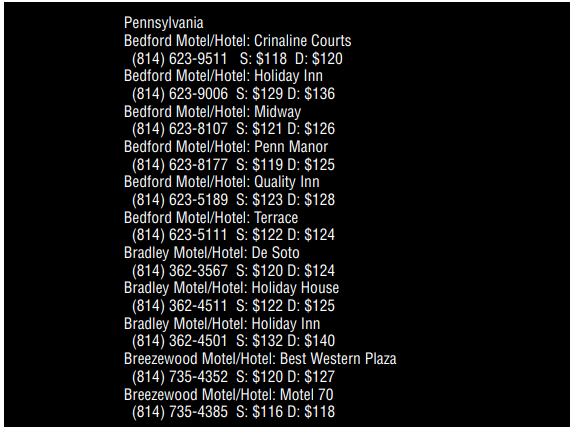 Pennsylvania
Bedford Motel/Hotel: Crinaline Courts
(814) 623-9511 S: $118 D: $120
Bedford Motel/Hotel: Holiday Inn
(814) 623-9006 S: $129 D: $136
Bedford Motel/Hotel: Midway
(814) 623-8107 S: $121 D: $126
Bedford Motel/Hotel: Penn Manor
(814) 623-8177 S: $119 D: $125
Bedford Motel/Hotel: Quality Inn
(814) 623-5189 S: $123 D: $128
Bedford Motel/Hotel: Terrace
(814) 623-5111 S: $122 D: $124
Bradley Motel/Hotel: De Soto
(814) 362-3567 S: $120 D: $124
Bradley Motel/Hotel: Holiday House
(814) 362-4511 S: $122 D: $125
Bradley Motel/Hotel: Holiday Inn
(814) 362-4501 S: $132 D: $140
Breezewood Motel/Hotel: Best Western Plaza
(814) 735-4352 S: $120 D: $127
Breezewood Motel/Hotel: Motel 70
(814) 735-4385 S: $116 D: $118